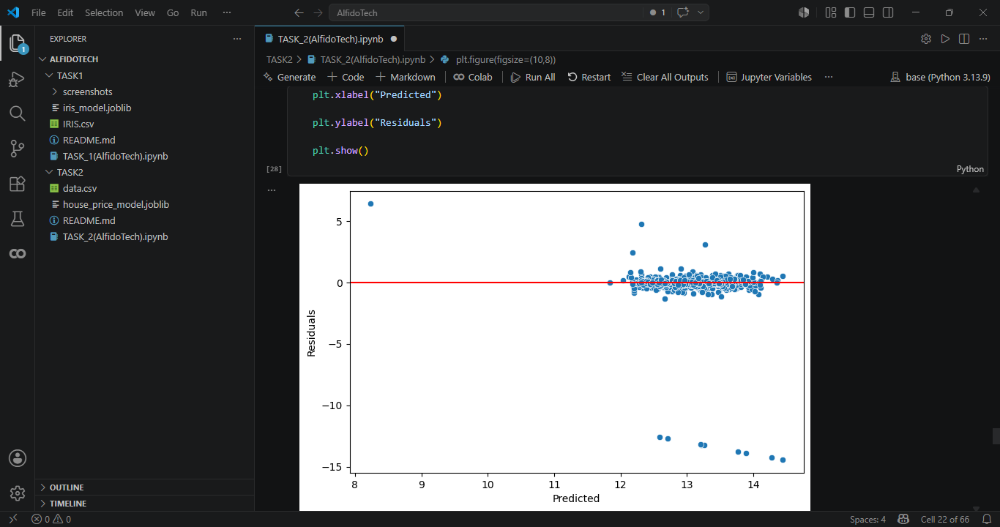 File Edit Selection View Go Run ··· AlfidoTech 1
EXPLORER ···
1
ALFIDOTECH
TASK1
screenshots
iris_model.joblib
IRIS.csv
README.md
TASK_1(AlfidoTech).ipynb
TASK2
data.csv
house_price_model.joblib
README.md
TASK_2(AlfidoTech).ipynb
OUTLINE
TIMELINE
TASK_2(AlfidoTech).ipynb
TASK2 > TASK_2(AlfidoTech).ipynb > plt.figure(figsize=(10,8))
Generate + Code + Markdown Colab Run All Restart Clear All Outputs Jupyter Variables ··· base (Python 3.13.9)
plt.xlabel("Predicted")
plt.ylabel("Residuals")
plt.show()
[28]
Python
···
5
0
−5
−10
−15
Residuals
8 9 10 11 12 13 14
Predicted
0 0 Spaces: 4 Cell 22 of 66